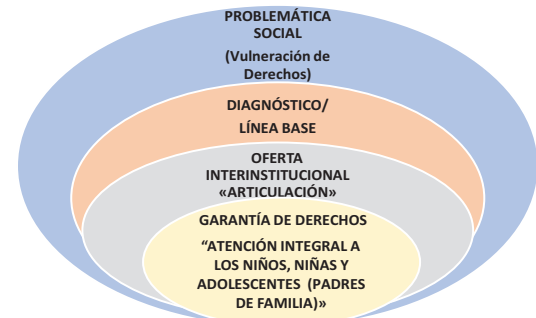 PROBLEMÁTICA
SOCIAL
(Vulneración de
Derechos)
DIAGNÓSTICO/
LÍNEA BASE
OFERTA
INTERINSTITUCIONAL
«ARTICULACIÓN»
GARANTÍA DE DERECHOS
“ATENCIÓN INTEGRAL A
LOS NIÑOS, NIÑAS Y
ADOLESCENTES (PADRES
DE FAMILIA)»